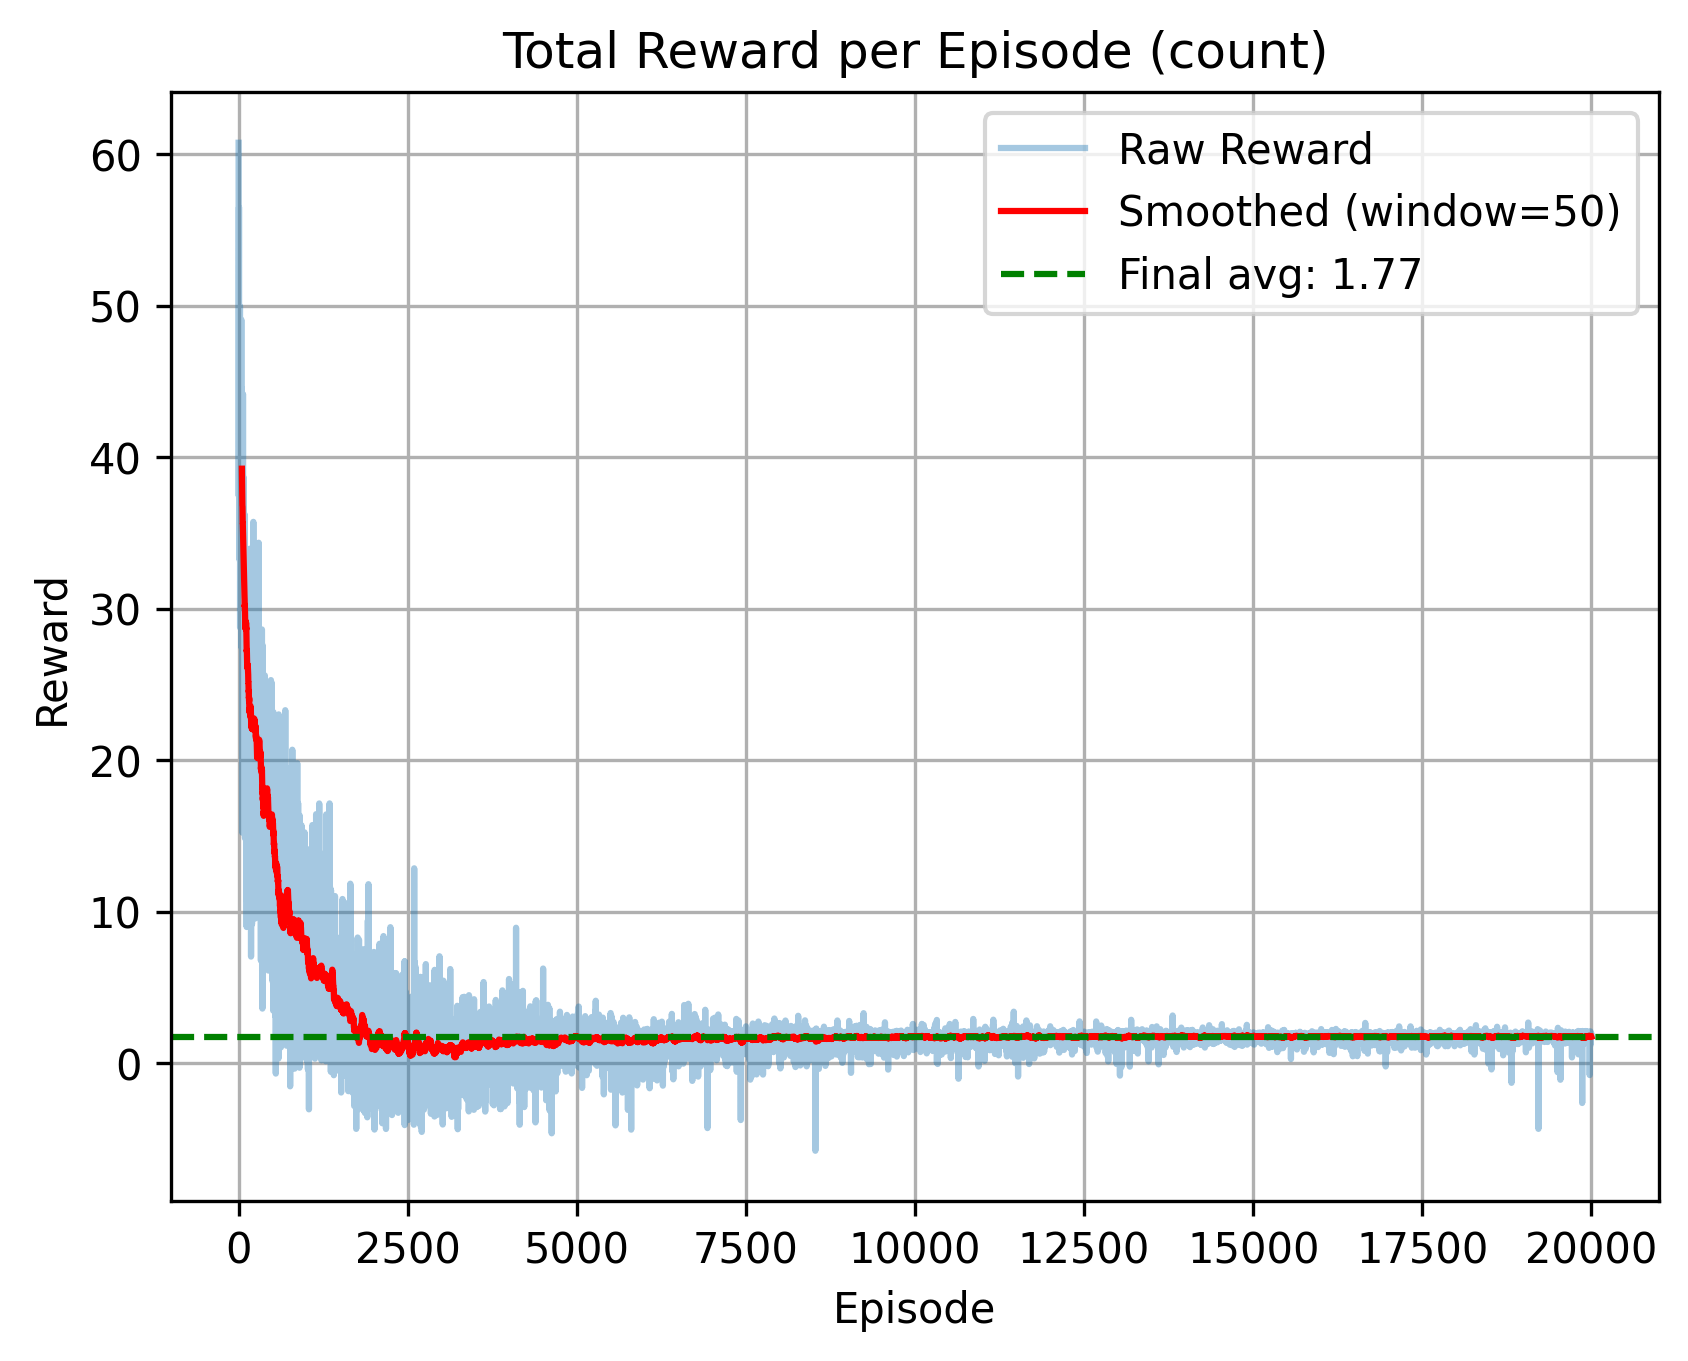 Total Reward per Episode (count)
Raw Reward
Smoothed (window=50)
Final avg: 1.77
Reward
60
50
40
30
20
10
0
0 2500 5000 7500 10000 12500 15000 17500 20000
Episode